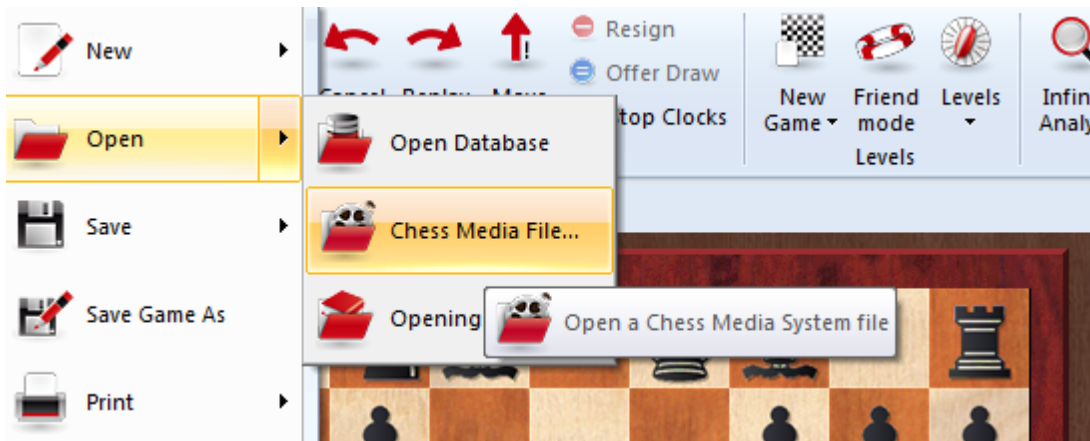 New
Open
Save
Save Game As
Print
Open Database
Chess Media File...
Opening
Open a Chess Media System file
Resign
Offer Draw
top Clocks
New
Game
Friend
mode
Levels
Levels
Infin
Analy